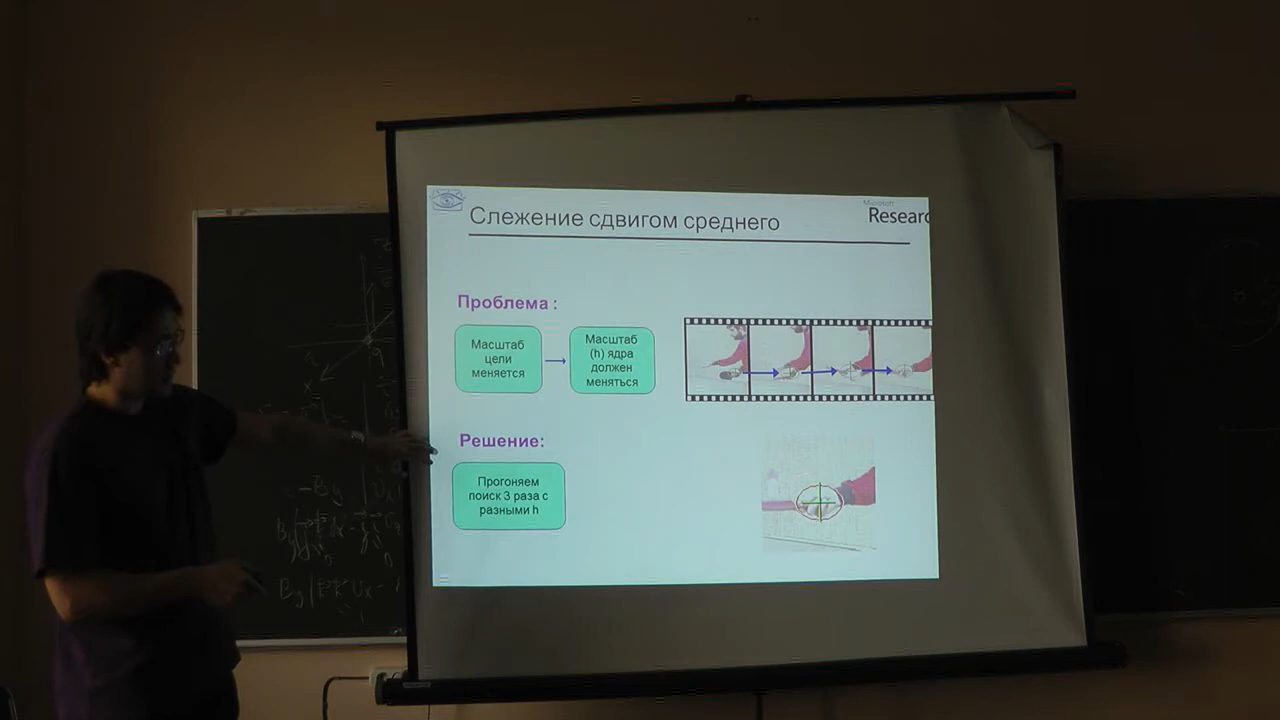 Слежение сдвигом среднего
Microsoft
Researc
Проблема :
Масштаб
цели
меняется
Масштаб
(h) ядра
должен
меняться
Решение:
Прогоняем
поиск 3 раза с
разными h